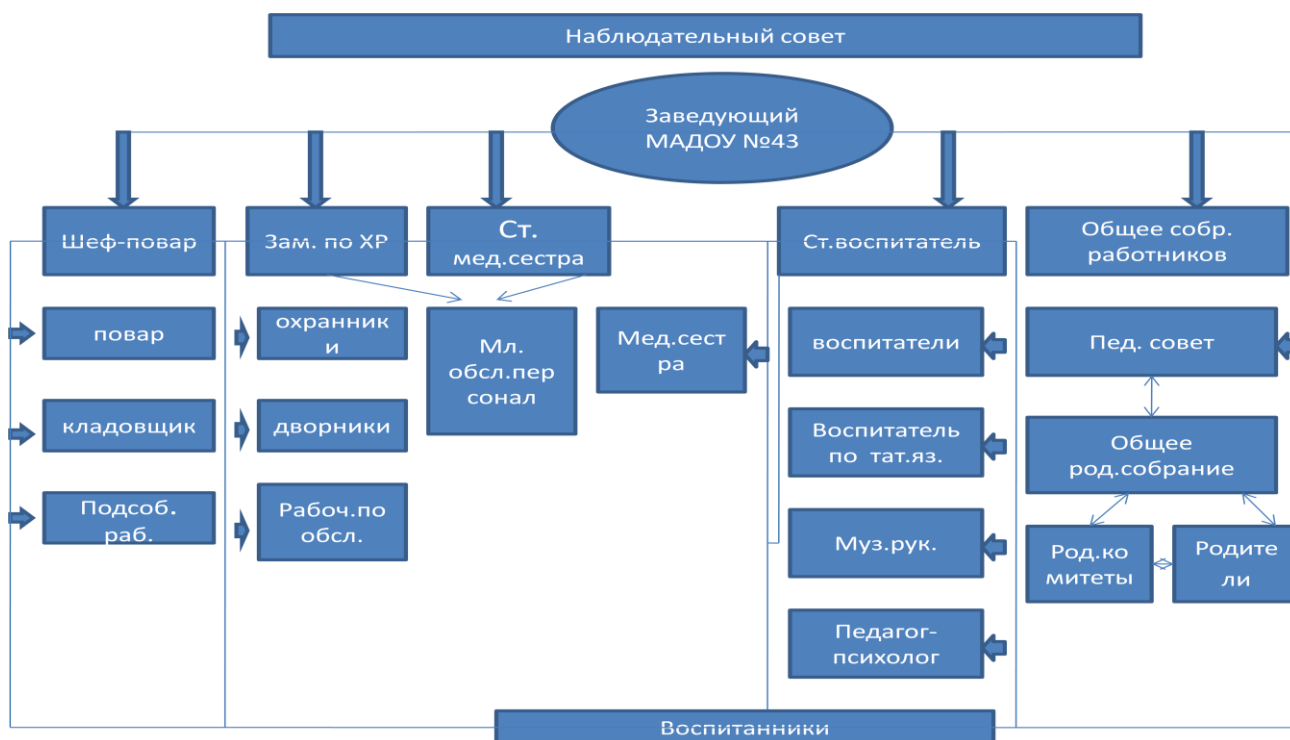 Наблюдательный совет
Заведующий
МАДОУ №43
Шеф-повар
Зам. по ХР
Ст.
мед.сестра
Ст.воспитатель
Общее собр.
работников
повар
охранник
и
Мл.
обсл.пер
сонал
Мед.сест
ра
воспитатели
Пед. совет
кладовщик
дворники
Воспитатель
по тат.яз.
Общее
род.собрание
Подсоб.
раб.
Рабоч.по
обсл.
Муз.рук.
Род.ко
митеты
Родите
ли
Педагог-
психолог
Воспитанники